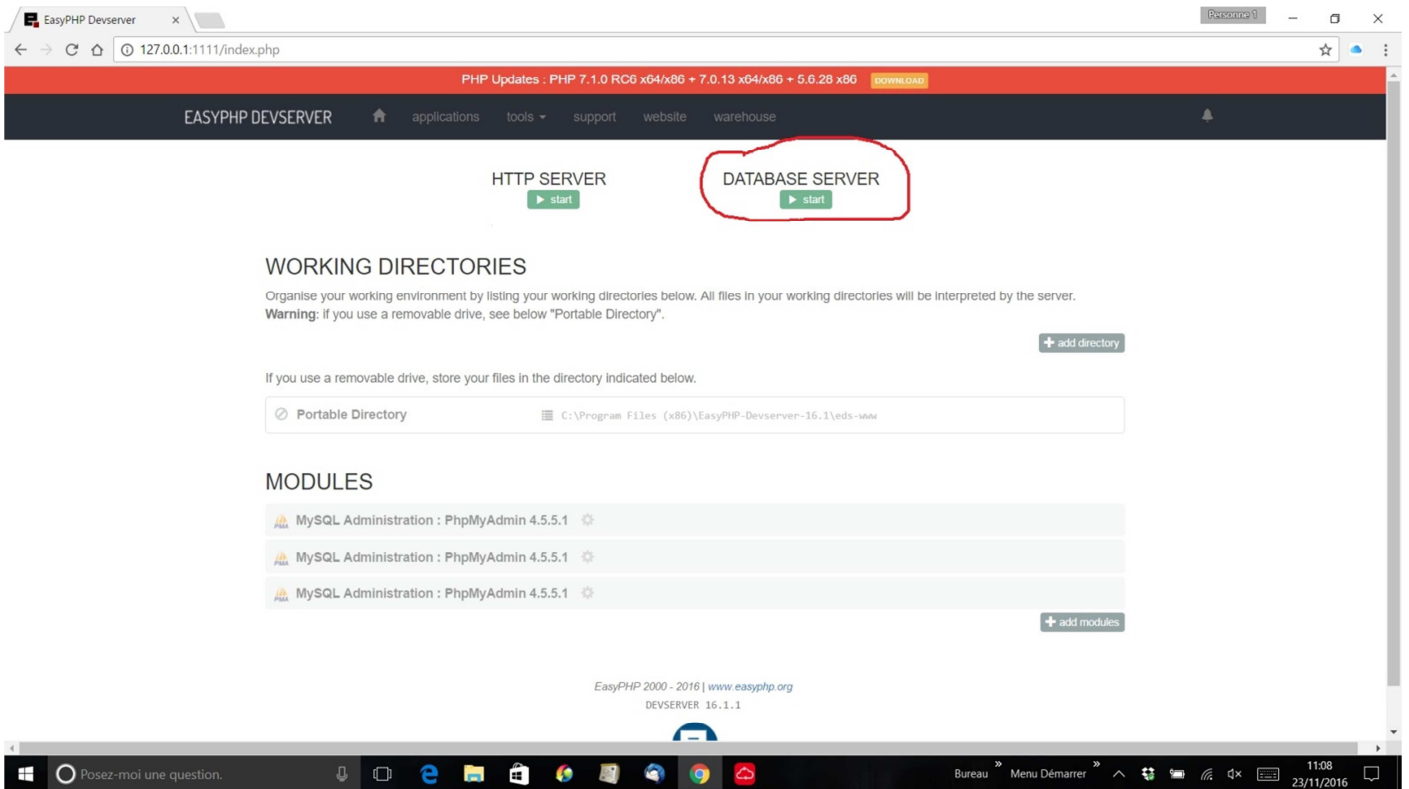 EasyPHP Devserver
Personne 1
127.0.0.1:1111/index.php
PHP Updates : PHP 7.1.0 RC6 x64/x86 + 7.0.13 x64/x86 + 5.6.28 x86 DOWNLOAD
EASYPHP DEVSERVER applications tools support website warehouse
HTTP SERVER DATABASE SERVER
start start
WORKING DIRECTORIES
Organise your working environment by listing your working directories below. All files in your working directories will be interpreted by the server.
Warning: if you use a removable drive, see below "Portable Directory".
+ add directory
If you use a removable drive, store your files in the directory indicated below.
Portable Directory C:\Program Files (x86)\EasyPHP-Devserver-16.1\eds-www
MODULES
PMA MySQL Administration : PhpMyAdmin 4.5.5.1
PMA MySQL Administration : PhpMyAdmin 4.5.5.1
PMA MySQL Administration : PhpMyAdmin 4.5.5.1
+ add modules
EasyPHP 2000 - 2016 | www.easyphp.org
DEVSERVER 16.1.1
Posez-moi une question. Bureau » Menu Démarrer » 11:08
23/11/2016